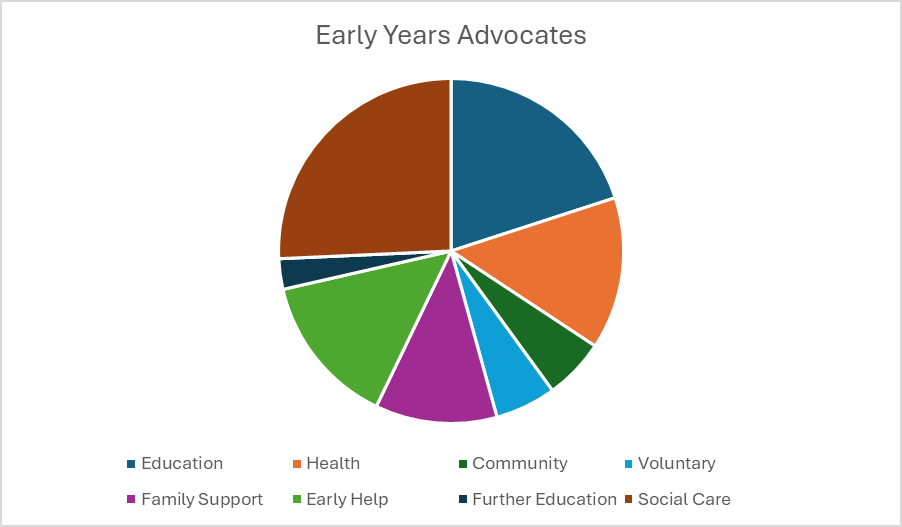 Early Years Advocates
Education Health Community Voluntary
Family Support Early Help Further Education Social Care